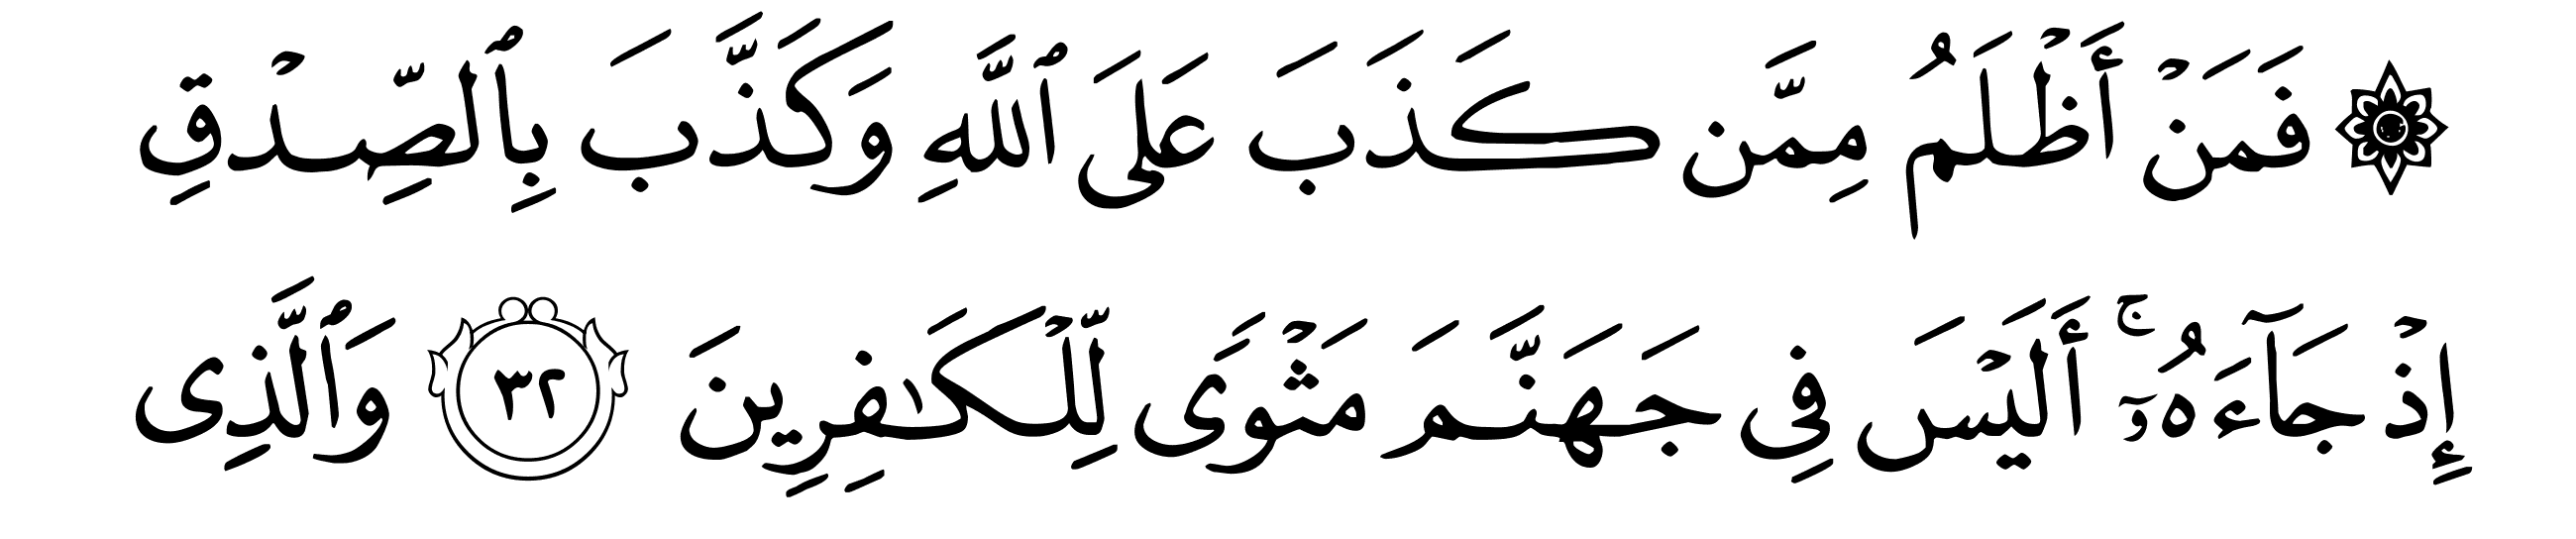 ۞ فَمَنْ أَظْلَمُ مِمَّن كَذَبَ عَلَى ٱللَّهِ وَكَذَّبَ بِٱلصِّدْقِ
إِذْ جَآءَهُۥٓ ۚ أَلَيْسَ فِى جَهَنَّمَ مَثْوًى لِّلْكَـٰفِرِينَ ٣٢ وَٱلَّذِى